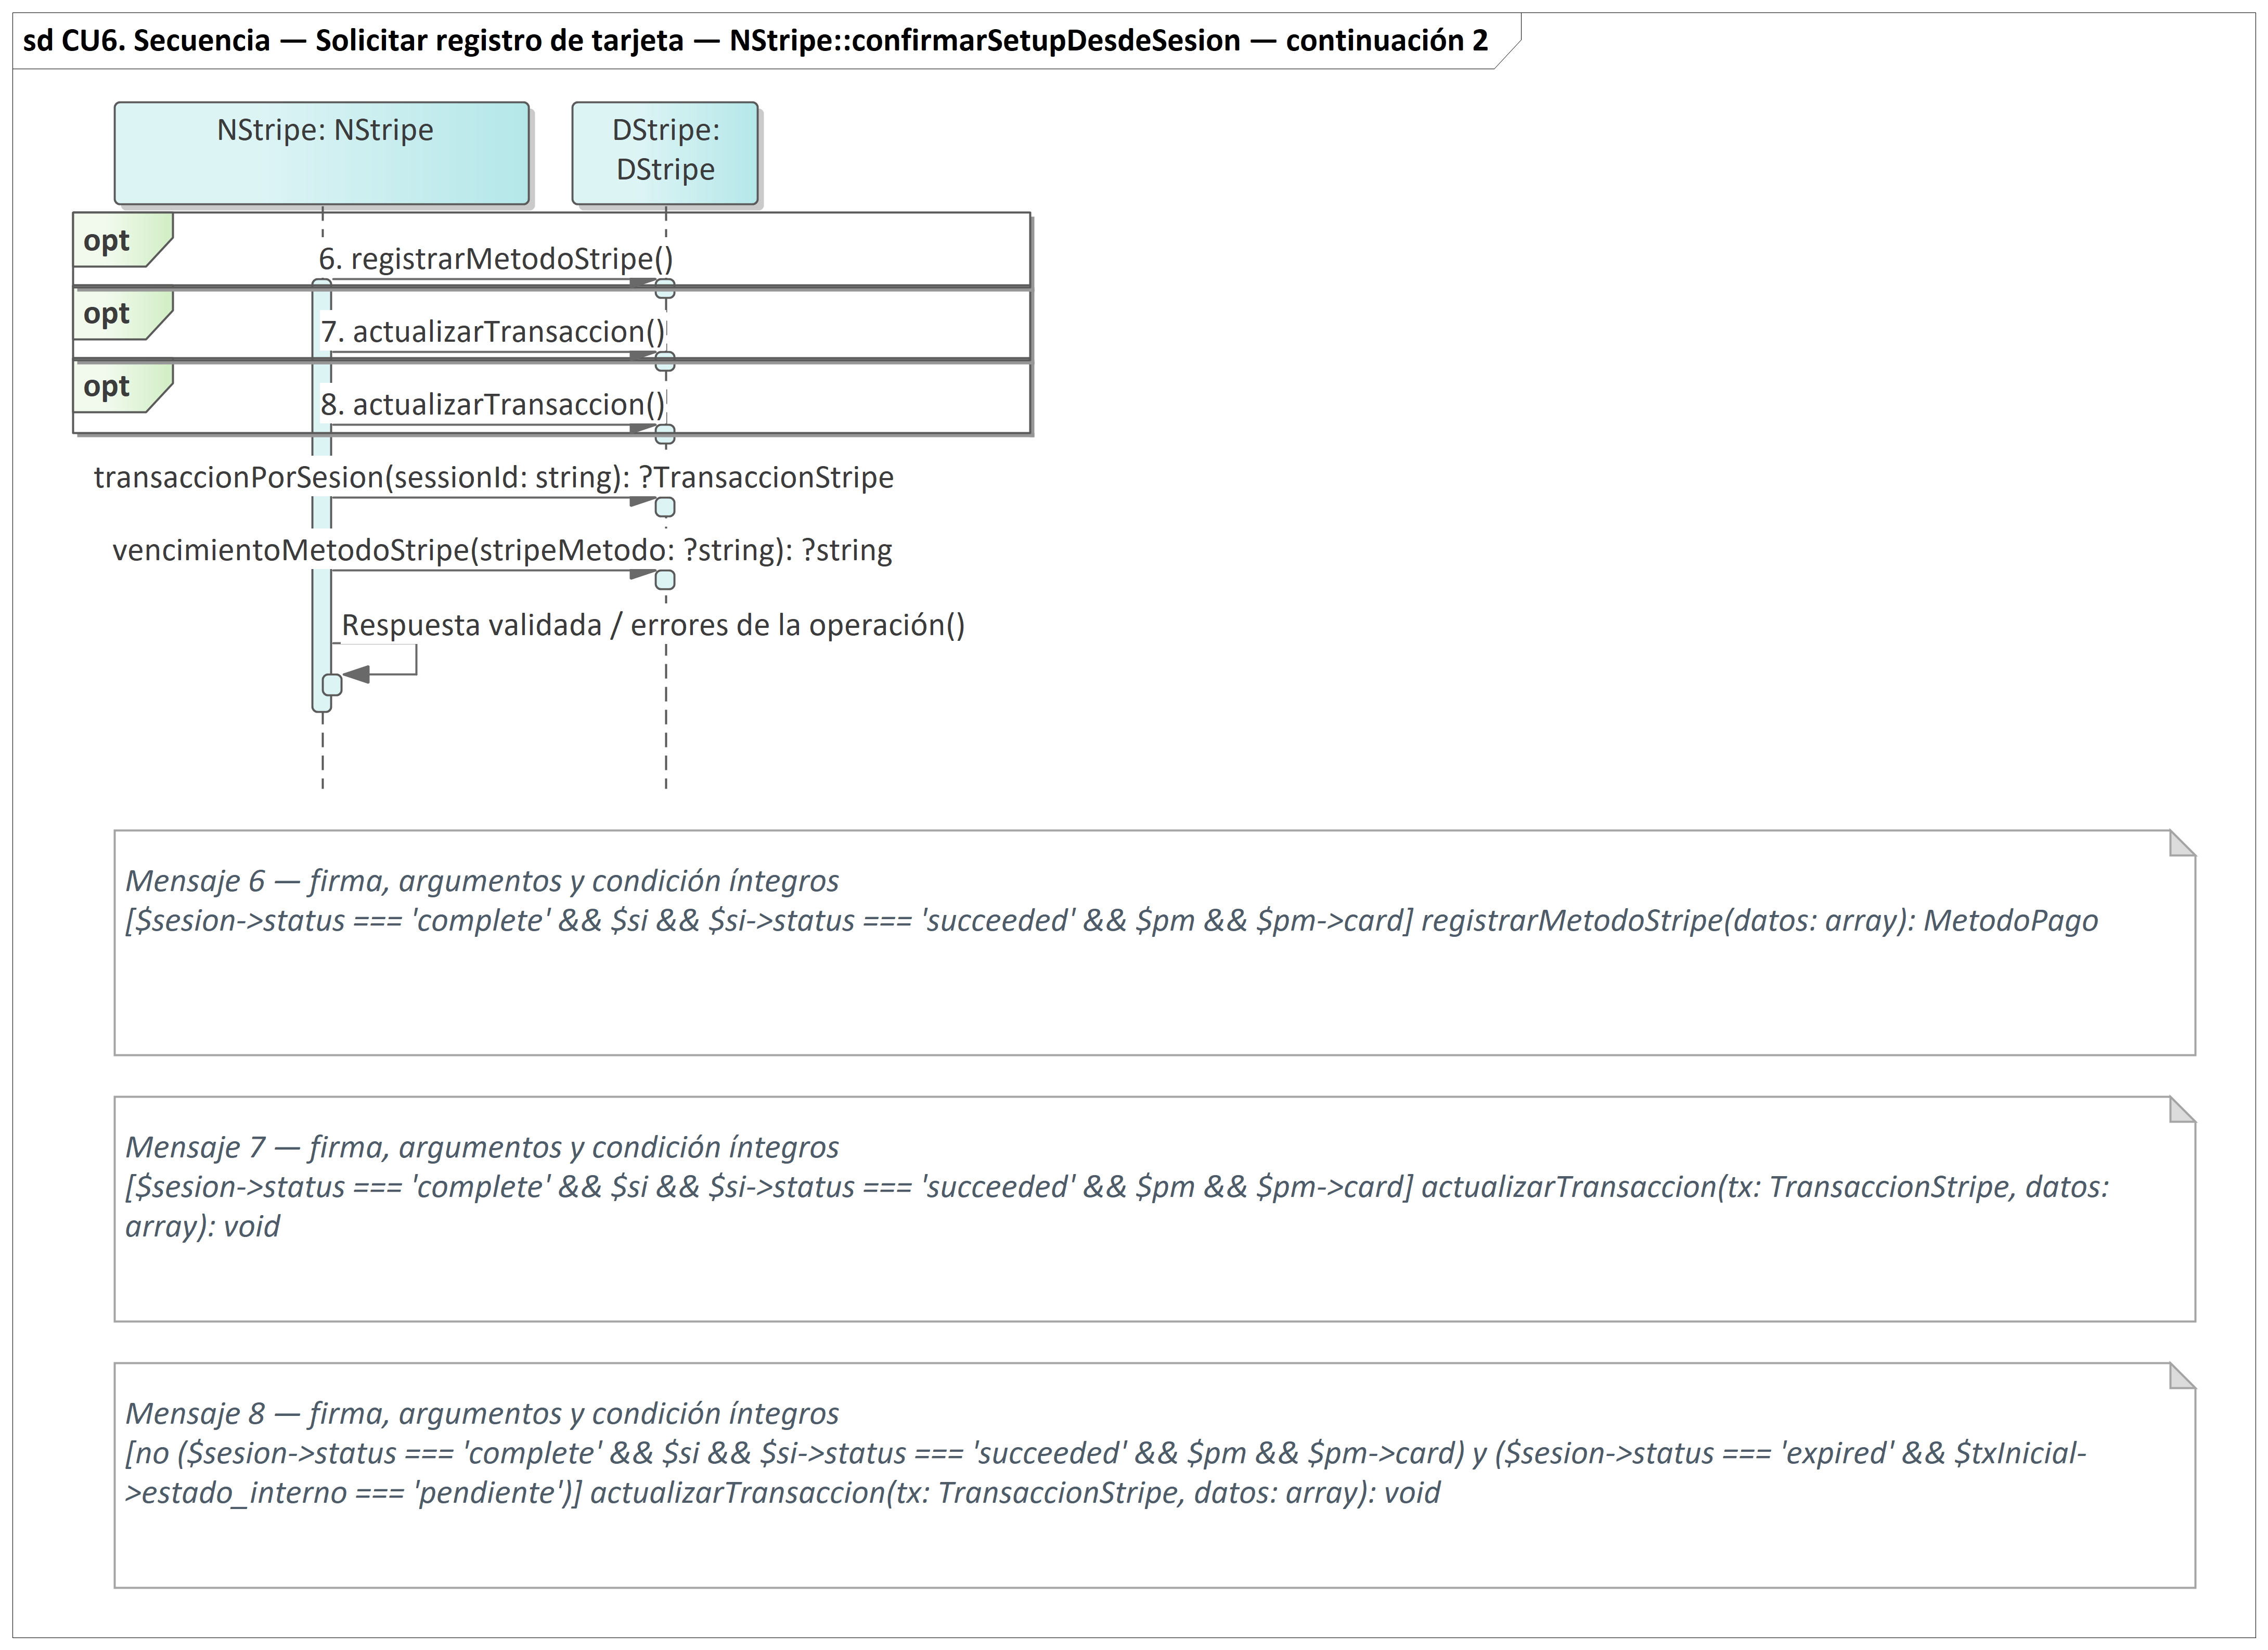 sd CU6. Secuencia — Solicitar registro de tarjeta — NStripe::confirmarSetupDesdeSesion — continuación 2
NStripe: NStripe
DStripe:
DStripe
opt
6. registrarMetodoStripe()
opt
7. actualizarTransaccion()
opt
8. actualizarTransaccion()
transaccionPorSesion(sessionId: string): ?TransaccionStripe
vencimientoMetodoStripe(stripeMetodo: ?string): ?string
Respuesta validada / errores de la operación()
Mensaje 6 — firma, argumentos y condición íntegros
[$sesion->status === 'complete' && $si && $si->status === 'succeeded' && $pm && $pm->card] registrarMetodoStripe(datos: array): MetodoPago
Mensaje 7 — firma, argumentos y condición íntegros
[$sesion->status === 'complete' && $si && $si->status === 'succeeded' && $pm && $pm->card] actualizarTransaccion(tx: TransaccionStripe, datos:
array): void
Mensaje 8 — firma, argumentos y condición íntegros
[no ($sesion->status === 'complete' && $si && $si->status === 'succeeded' && $pm && $pm->card) y ($sesion->status === 'expired' && $txInicial-
>estado_interno === 'pendiente')] actualizarTransaccion(tx: TransaccionStripe, datos: array): void